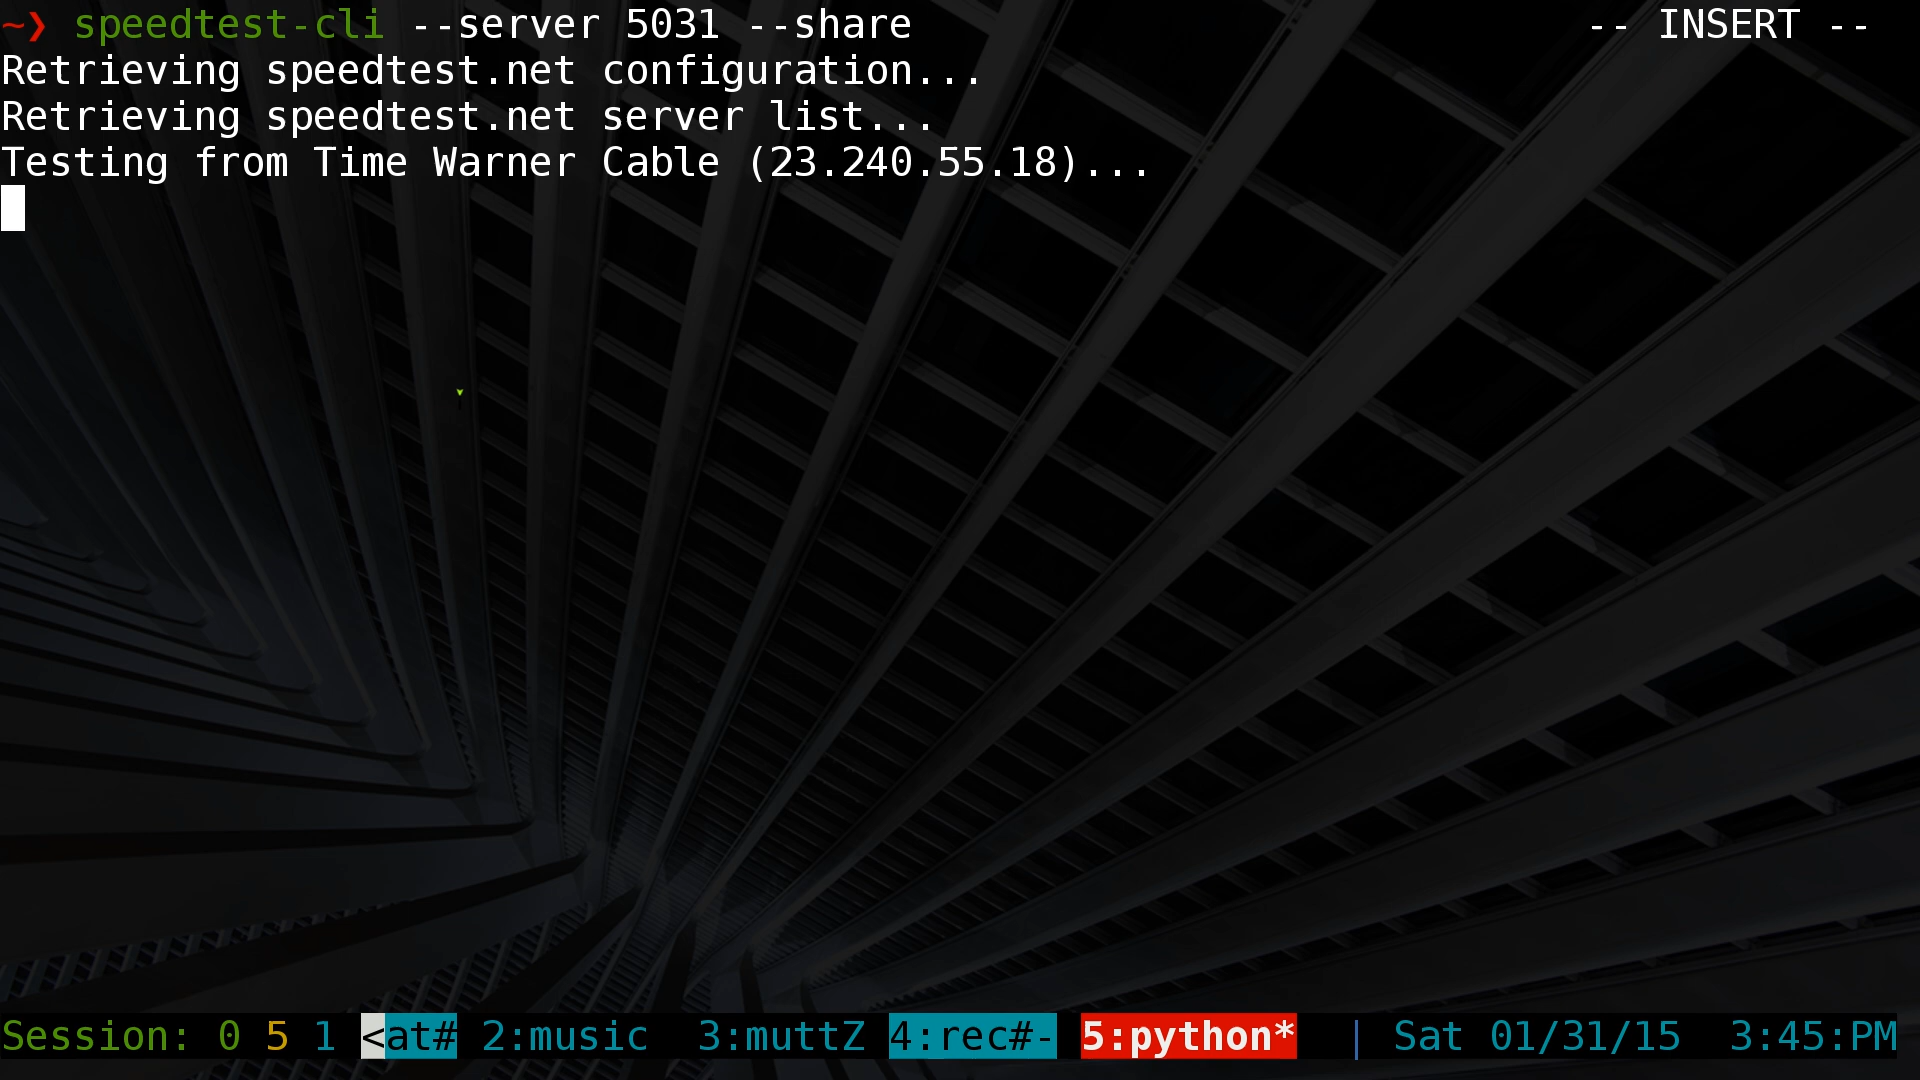 ~❯ speedtest-cli --server 5031 --share -- INSERT --
Retrieving speedtest.net configuration...
Retrieving speedtest.net server list...
Testing from Time Warner Cable (23.240.55.18)...
Session: 0 5 1 <at# 2:music 3:muttZ 4:rec#- 5:python* | Sat 01/31/15 3:45:PM